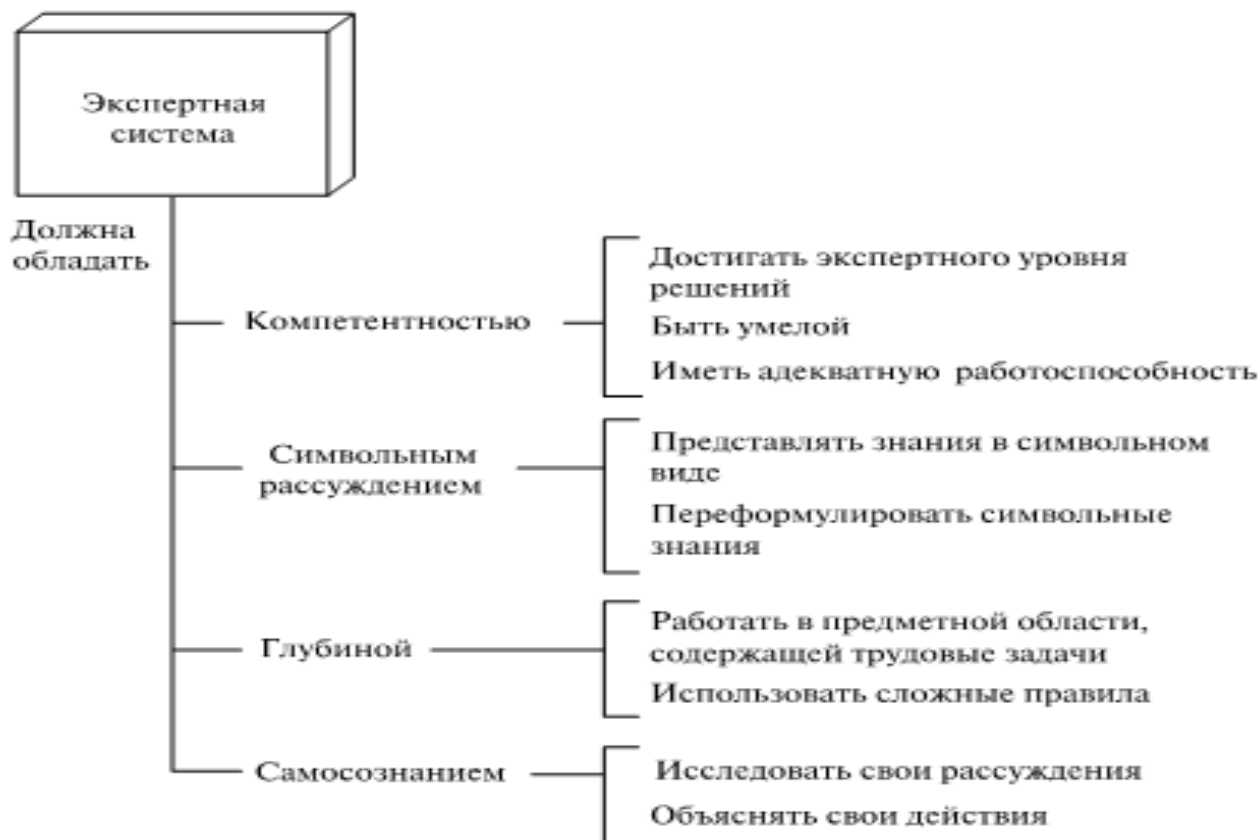 Экспертная
система
Должна
обладать
Компетентностью
Достигать экспертного уровня
решений
Быть умелой
Иметь адекватную работоспособность
Символьным
рассуждением
Представлять знания в символьном
виде
Переформулировать символьные
знания
Глубиной
Работать в предметной области,
содержащей трудовые задачи
Использовать сложные правила
Самосознанием
Исследовать свои рассуждения
Объяснять свои действия